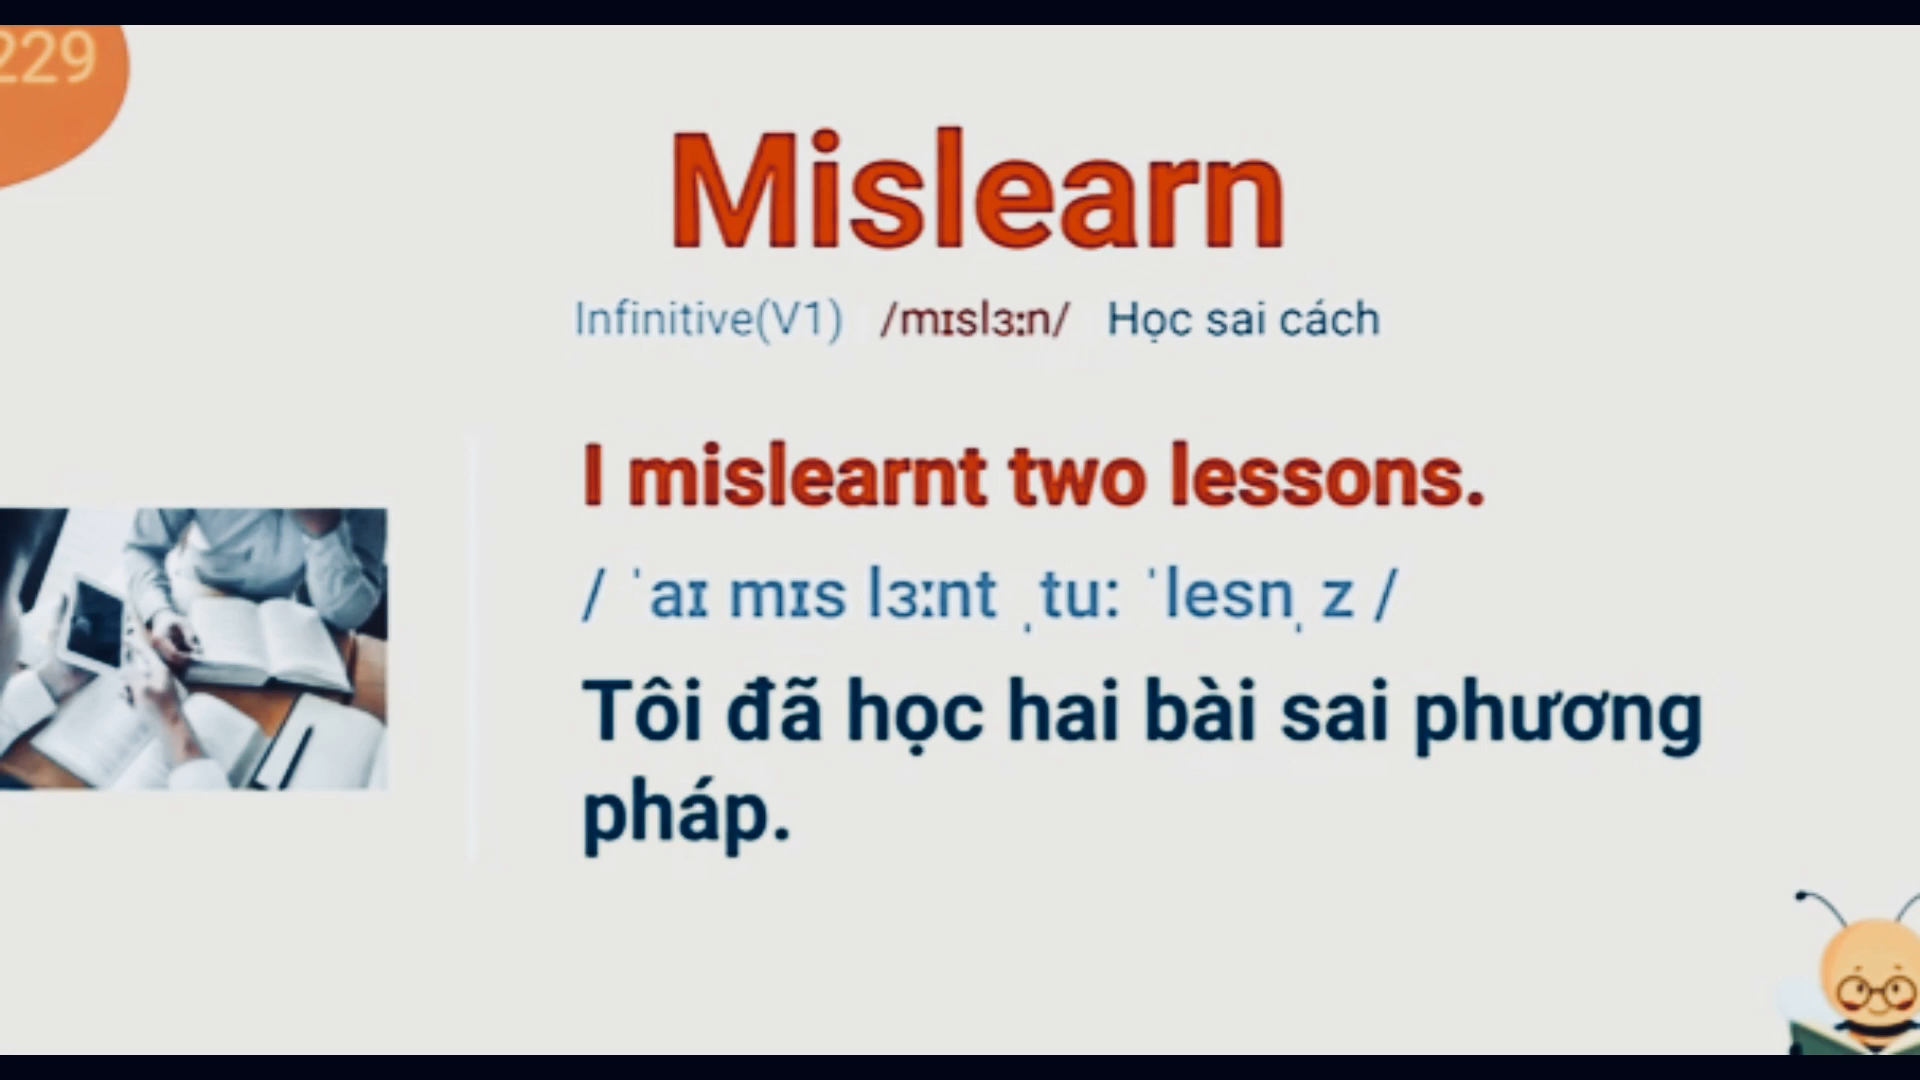 229
Mislearn
Infinitive(V1) /mɪslɜːn/ Học sai cách
I mislearnt two lessons.
/ ˈaɪ mɪs lɜːnt ˌtuː ˈlesn̩ z /
Tôi đã học hai bài sai phương
pháp.